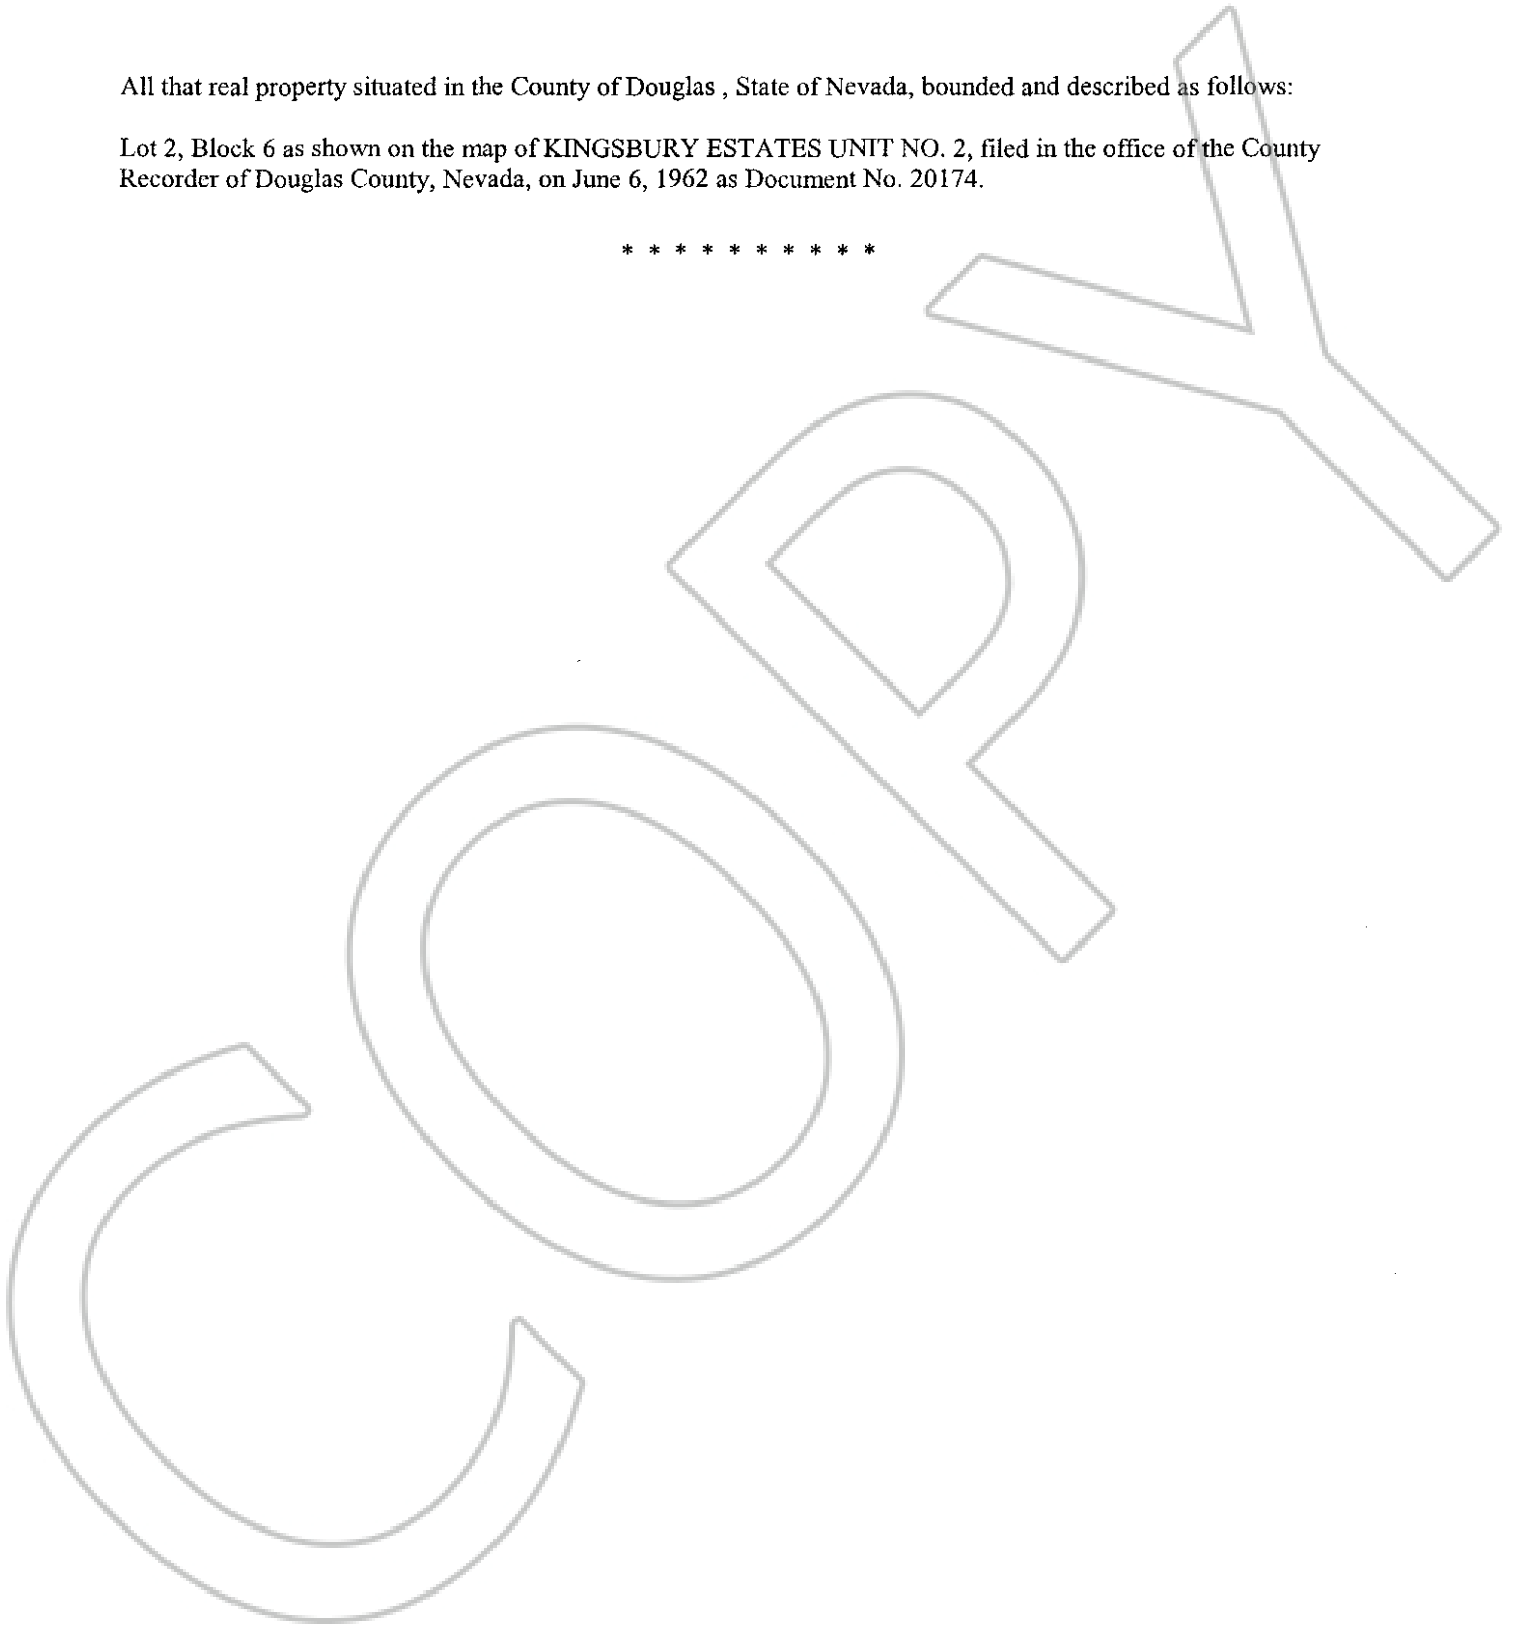 All that real property situated in the County of Douglas , State of Nevada, bounded and described as follows:
Lot 2, Block 6 as shown on the map of KINGSBURY ESTATES UNIT NO. 2, filed in the office of the County
Recorder of Douglas County, Nevada, on June 6, 1962 as Document No. 20174.
* * * * * * * * * *
COPY